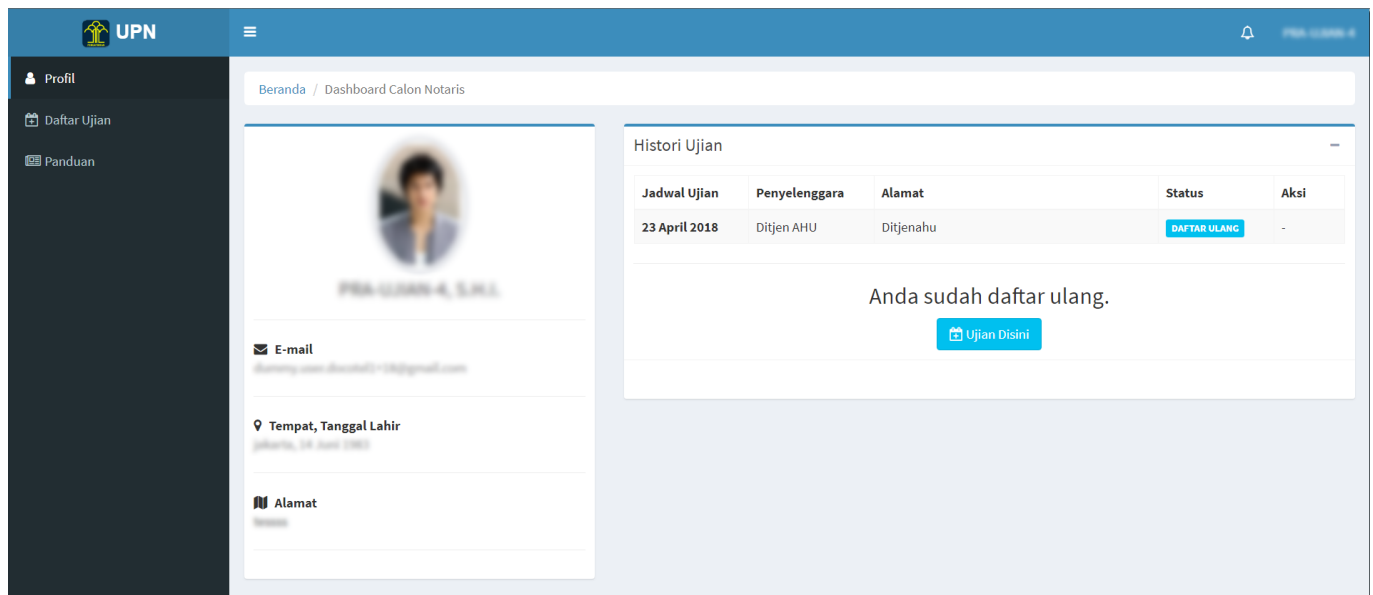 UPN
Profil
Daftar Ujian
Panduan
Beranda / Dashboard Calon Notaris
E-mail
Tempat, Tanggal Lahir
Alamat
Histori Ujian
Jadwal Ujian Penyelenggara Alamat Status Aksi
23 April 2018 Ditjen AHU Ditjenahu DAFTAR ULANG -
Anda sudah daftar ulang.
Ujian Disini